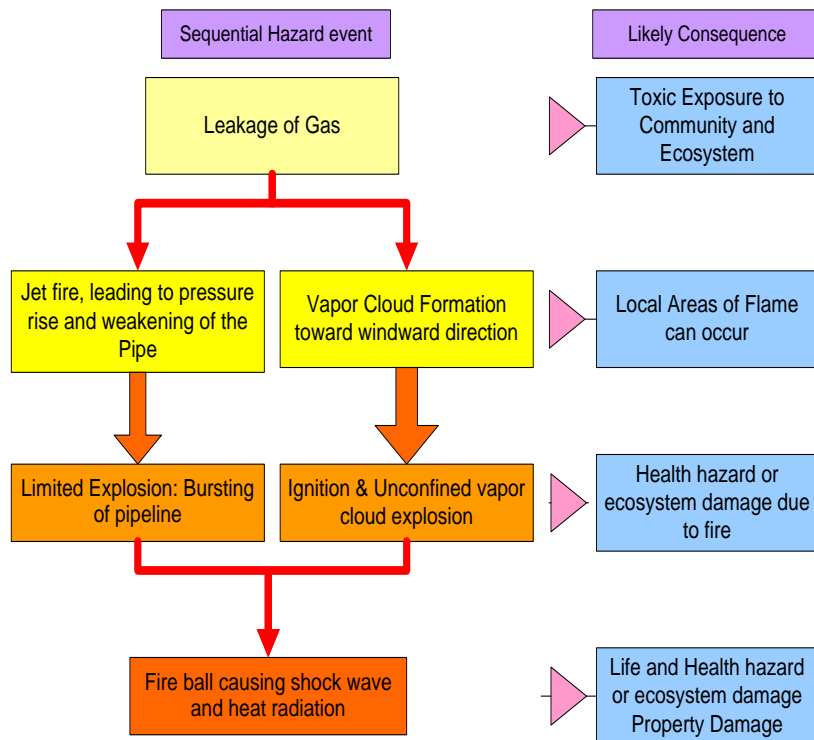 Sequential Hazard event
Likely Consequence
Leakage of Gas
Toxic Exposure to
Community and
Ecosystem
Jet fire, leading to pressure
rise and weakening of the
Pipe
Vapor Cloud Formation
toward windward direction
Local Areas of Flame
can occur
Limited Explosion: Bursting
of pipeline
Ignition & Unconfined vapor
cloud explosion
Health hazard or
ecosystem damage due
to fire
Fire ball causing shock wave
and heat radiation
Life and Health hazard
or ecosystem damage
Property Damage